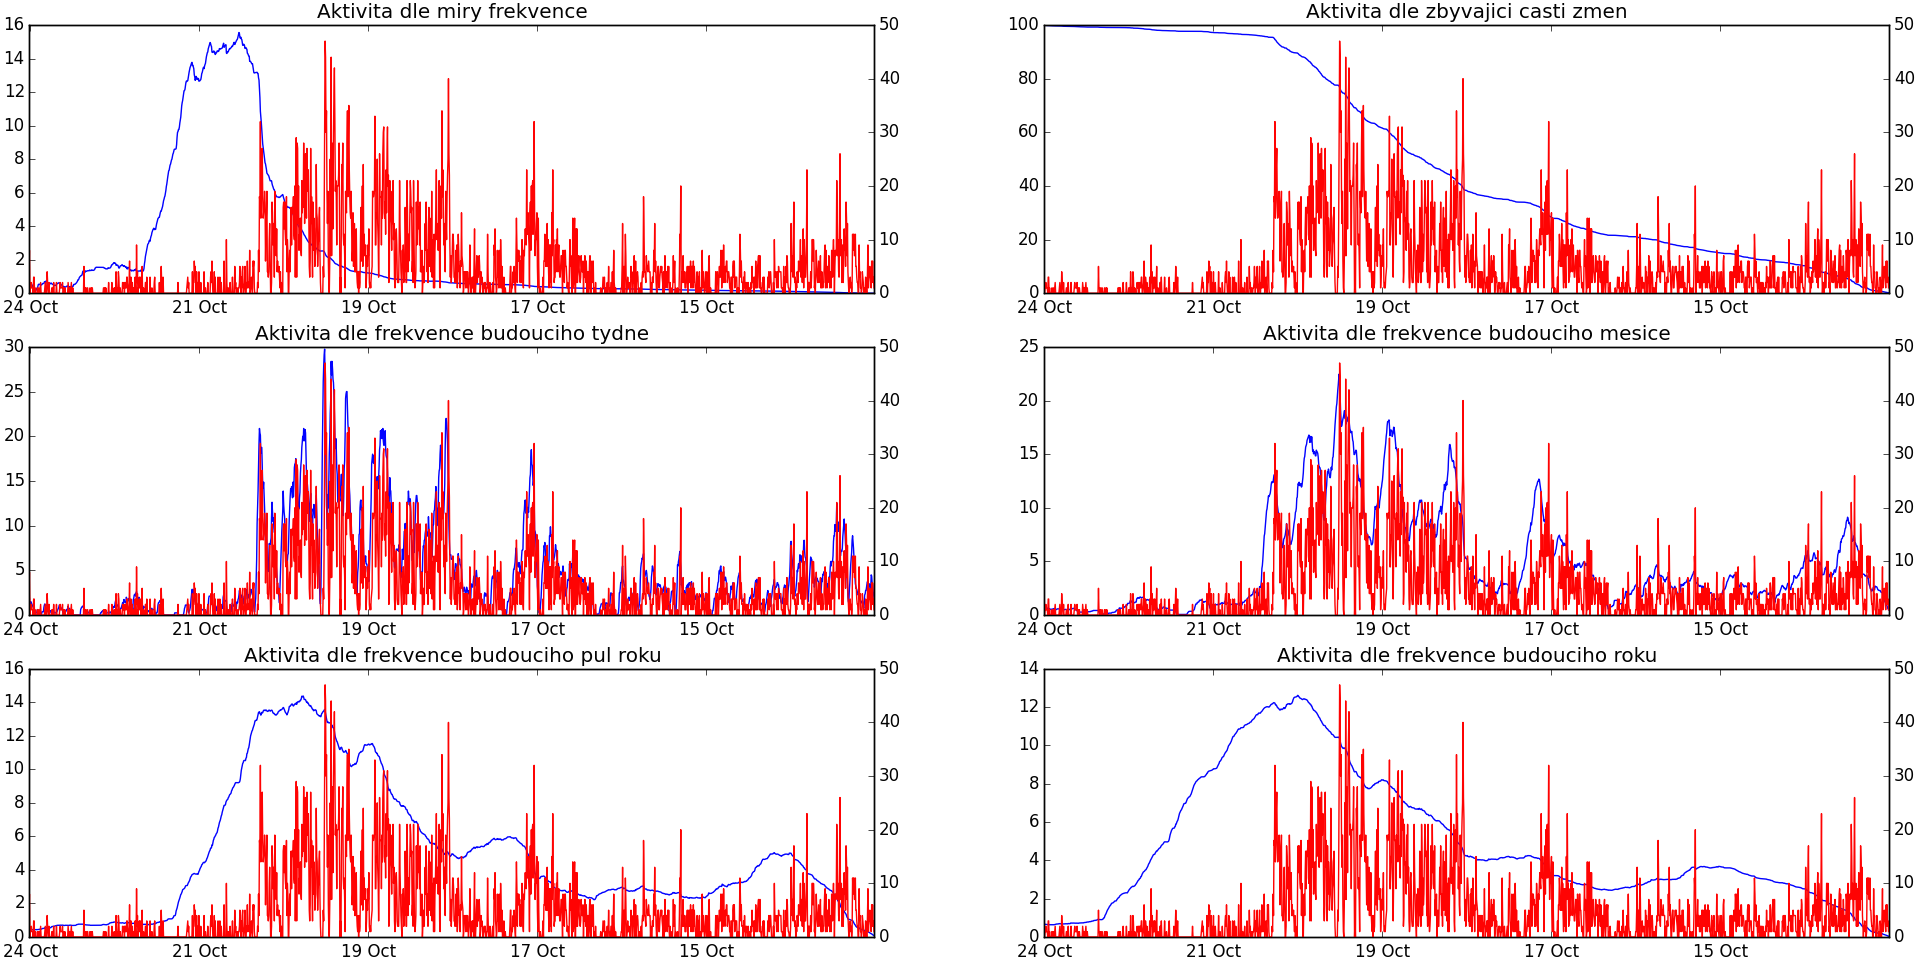 Aktivita dle miry frekvence
16 14 12 10 8 6 4 2 0
50 40 30 20 10 0
24 Oct 21 Oct 19 Oct 17 Oct 15 Oct
Aktivita dle zbyvajici casti zmen
100 80 60 40 20 0
50 40 30 20 10 0
24 Oct 21 Oct 19 Oct 17 Oct 15 Oct
Aktivita dle frekvence budouciho tydne
30 25 20 15 10 5 0
50 40 30 20 10 0
24 Oct 21 Oct 19 Oct 17 Oct 15 Oct
Aktivita dle frekvence budouciho mesice
25 20 15 10 5 0
50 40 30 20 10 0
24 Oct 21 Oct 19 Oct 17 Oct 15 Oct
Aktivita dle frekvence budouciho pul roku
16 14 12 10 8 6 4 2 0
50 40 30 20 10 0
24 Oct 21 Oct 19 Oct 17 Oct 15 Oct
Aktivita dle frekvence budouciho roku
14 12 10 8 6 4 2 0
50 40 30 20 10 0
24 Oct 21 Oct 19 Oct 17 Oct 15 Oct